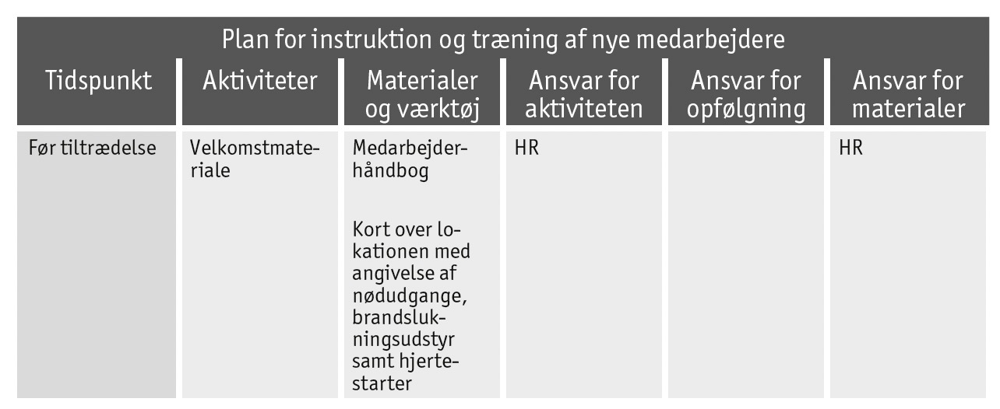 Plan for instruktion og træning af nye medarbejdere
Tidspunkt
Aktiviteter
Materialer
og værktøj
Ansvar for
aktiviteten
Ansvar for
opfølgning
Ansvar for
materialer
Før tiltrædelse
Velkomstmate-
riale
Medarbejder-
håndbog
Kort over lo-
kationen med
angivelse af
nødudgange,
brandsluk-
ningsudstyr
samt hjerte-
starter
HR
HR